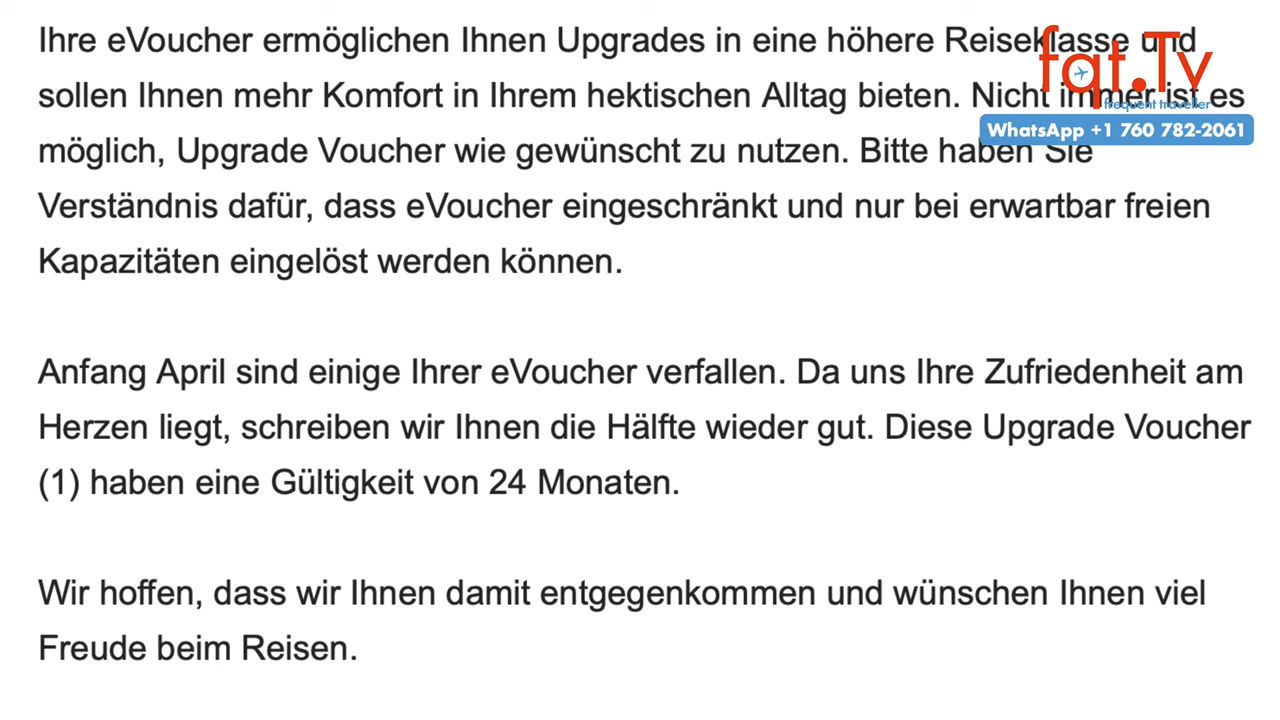 Ihre eVoucher ermöglichen Ihnen Upgrades in eine höhere Reiseklasse und
sollen Ihnen mehr Komfort in Ihrem hektischen Alltag bieten. Nicht immer ist es
möglich, Upgrade Voucher wie gewünscht zu nutzen. Bitte haben Sie
Verständnis dafür, dass eVoucher eingeschränkt und nur bei erwartbar freien
Kapazitäten eingelöst werden können.
Anfang April sind einige Ihrer eVoucher verfallen. Da uns Ihre Zufriedenheit am
Herzen liegt, schreiben wir Ihnen die Hälfte wieder gut. Diese Upgrade Voucher
(1) haben eine Gültigkeit von 24 Monaten.
Wir hoffen, dass wir Ihnen damit entgegenkommen und wünschen Ihnen viel
Freude beim Reisen.
fqt.Tv
frequent traveller
WhatsApp +1 760 782-2061